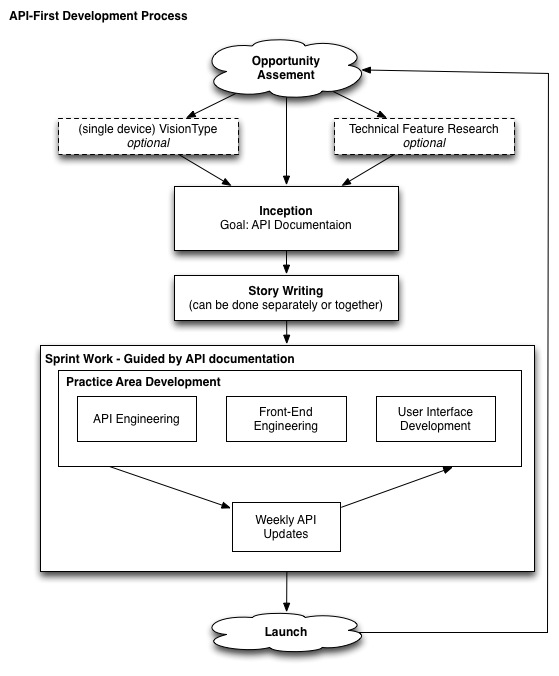 API-First Development Process
Opportunity
Assement
(single device) VisionType
optional
Technical Feature Research
optional
Inception
Goal: API Documentaion
Story Writing
(can be done separately or together)
Sprint Work - Guided by API documentation
Practice Area Development
API Engineering
Front-End
Engineering
User Interface
Development
Weekly API
Updates
Launch